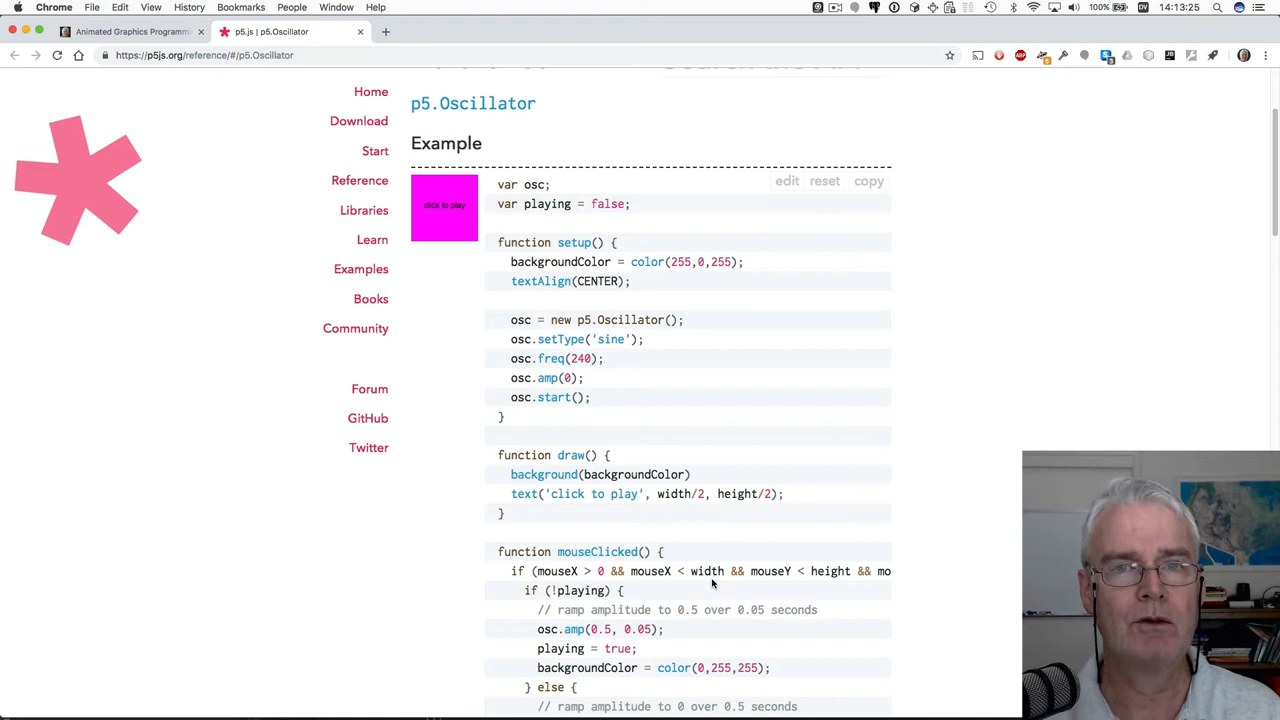 Chrome File Edit View History Bookmarks People Window Help 100% 14:13:25
Animated Graphics Programmi
p5.js | p5.Oscillator
https://p5js.org/reference/#/p5.Oscillator
Home
Download
Start
Reference
Libraries
Learn
Examples
Books
Community
Forum
GitHub
Twitter
p5.Oscillator
Example
click to play
edit reset copy
var osc;
var playing = false;
function setup() {
backgroundColor = color(255,0,255);
textAlign(CENTER);
osc = new p5.Oscillator();
osc.setType('sine');
osc.freq(240);
osc.amp(0);
osc.start();
}
function draw() {
background(backgroundColor)
text('click to play', width/2, height/2);
}
function mouseClicked() {
if (mouseX > 0 && mouseX < width && mouseY < height && mo
if (!playing) {
// ramp amplitude to 0.5 over 0.05 seconds
osc.amp(0.5, 0.05);
playing = true;
backgroundColor = color(0,255,255);
} else {
// ramp amplitude to 0 over 0.5 seconds